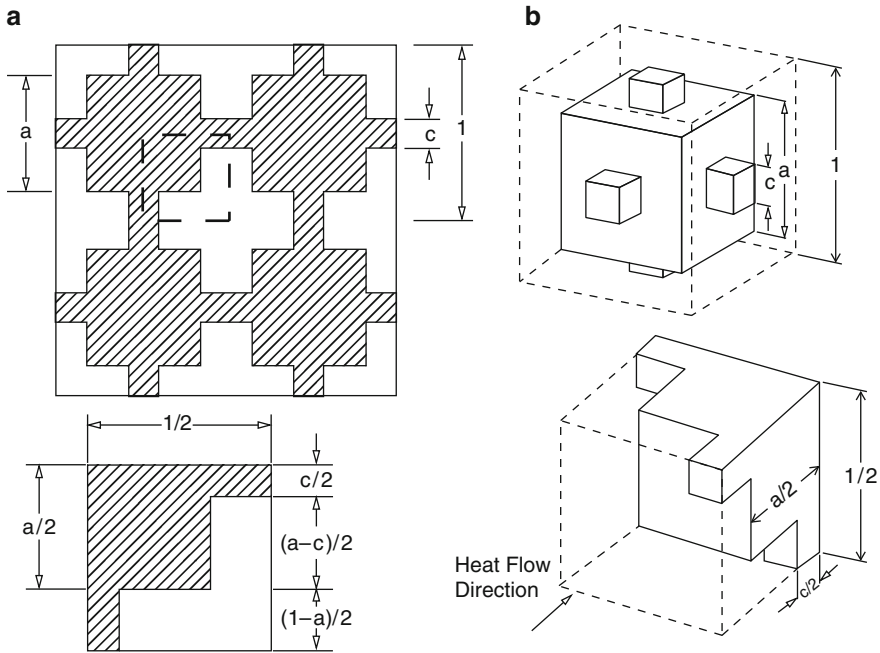 a
a
c
1
1/2
a/2
c/2
(a–c)/2
(1–a)/2
b
c
a
1
a/2
1/2
c/2
Heat Flow
Direction